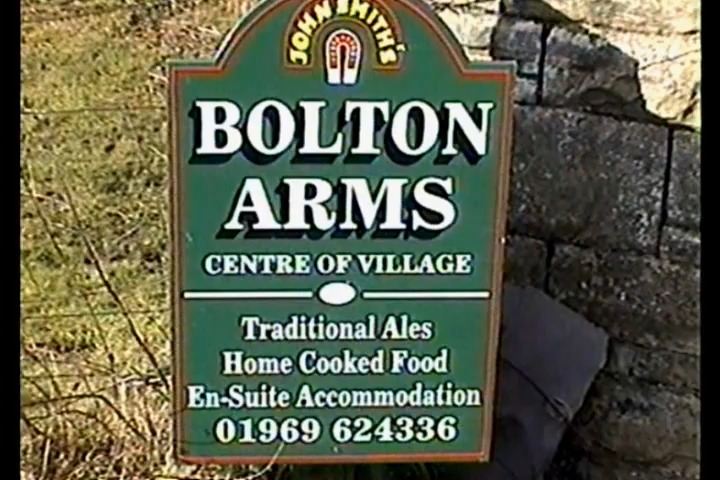 JOHN SMITH'S
BOLTON
ARMS
CENTRE OF VILLAGE
Traditional Ales
Home Cooked Food
En-Suite Accommodation
01969 624336